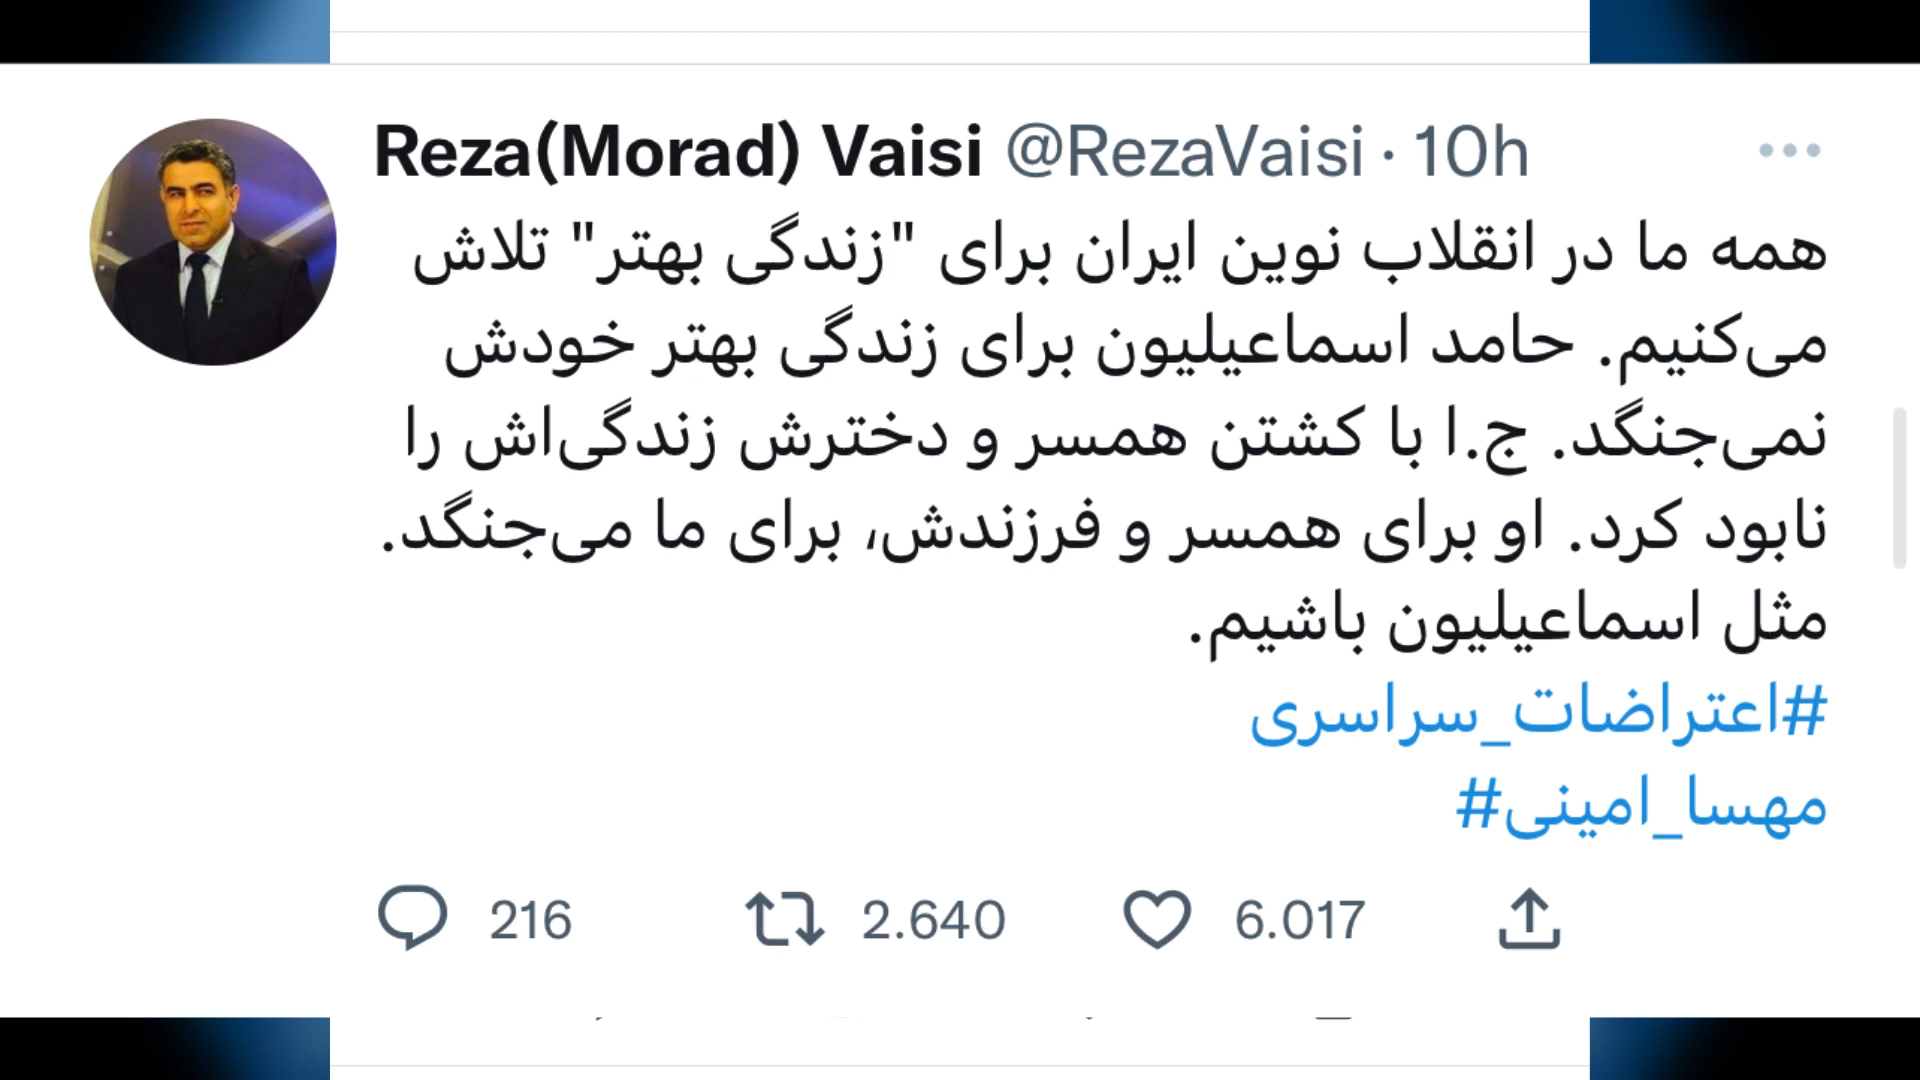 Reza(Morad) Vaisi @RezaVaisi · 10h
همه ما در انقلاب نوین ایران برای "زندگی بهتر" تلاش
می‌کنیم. حامد اسماعیلیون برای زندگی بهتر خودش
نمی‌جنگد. ج.ا با کشتن همسر و دخترش زندگی‌اش را
نابود کرد. او برای همسر و فرزندش، برای ما می‌جنگد.
مثل اسماعیلیون باشیم.
#اعتراضات_سراسری
مهسا_امینی#
216 2.640 6.017